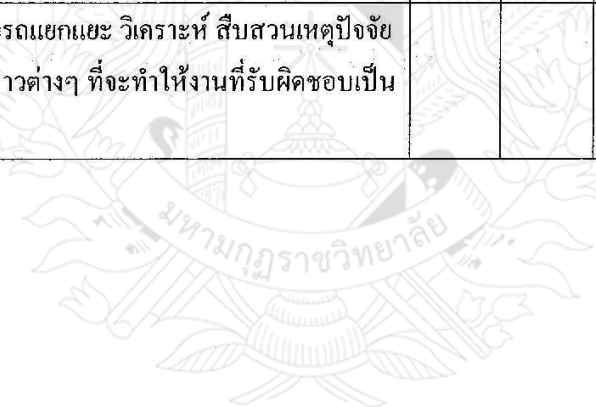 รถแยกแยะ วิเคราะห์ สืบสวนเหตุปัจจัย
าวต่างๆ ที่จะทำให้งานที่รับผิดชอบเป็น
มหามกุฏราชวิทยาลัย